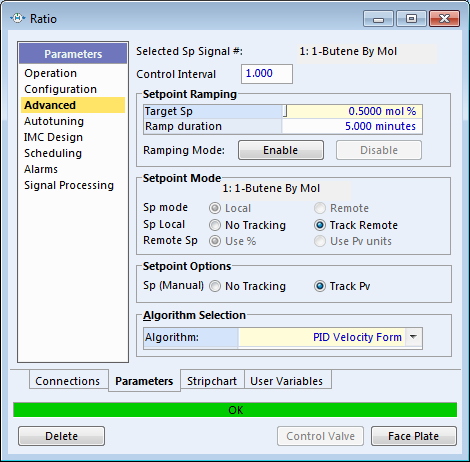 Ratio
Parameters
Operation
Configuration
Advanced
Autotuning
IMC Design
Scheduling
Alarms
Signal Processing
Selected Sp Signal #: 1: 1-Butene By Mol
Control Interval 1.000
Setpoint Ramping
Target Sp 0.5000 mol %
Ramp duration 5.000 minutes
Ramping Mode: Enable Disable
Setpoint Mode
1: 1-Butene By Mol
Sp mode Local Remote
Sp Local No Tracking Track Remote
Remote Sp Use % Use Pv units
Setpoint Options
Sp (Manual) No Tracking Track Pv
Algorithm Selection
Algorithm: PID Velocity Form
Connections Parameters Stripchart User Variables
OK
Delete Control Valve Face Plate